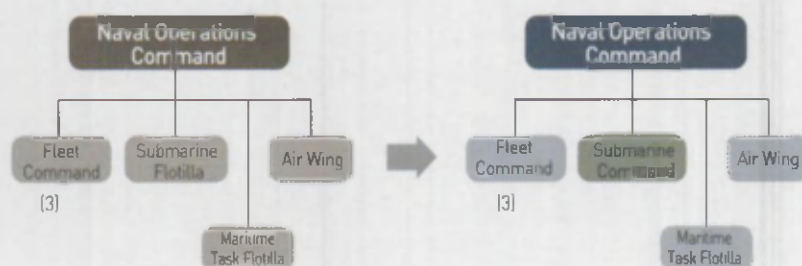 Naval Operations
Command
Fleet
Command
(3)
Submarine
Flotilla
Air Wing
Maritime
Task Flotilla
Naval Operations
Command
Fleet
Command
(3)
Submarine
Command
Air Wing
Maritime
Task Flotilla